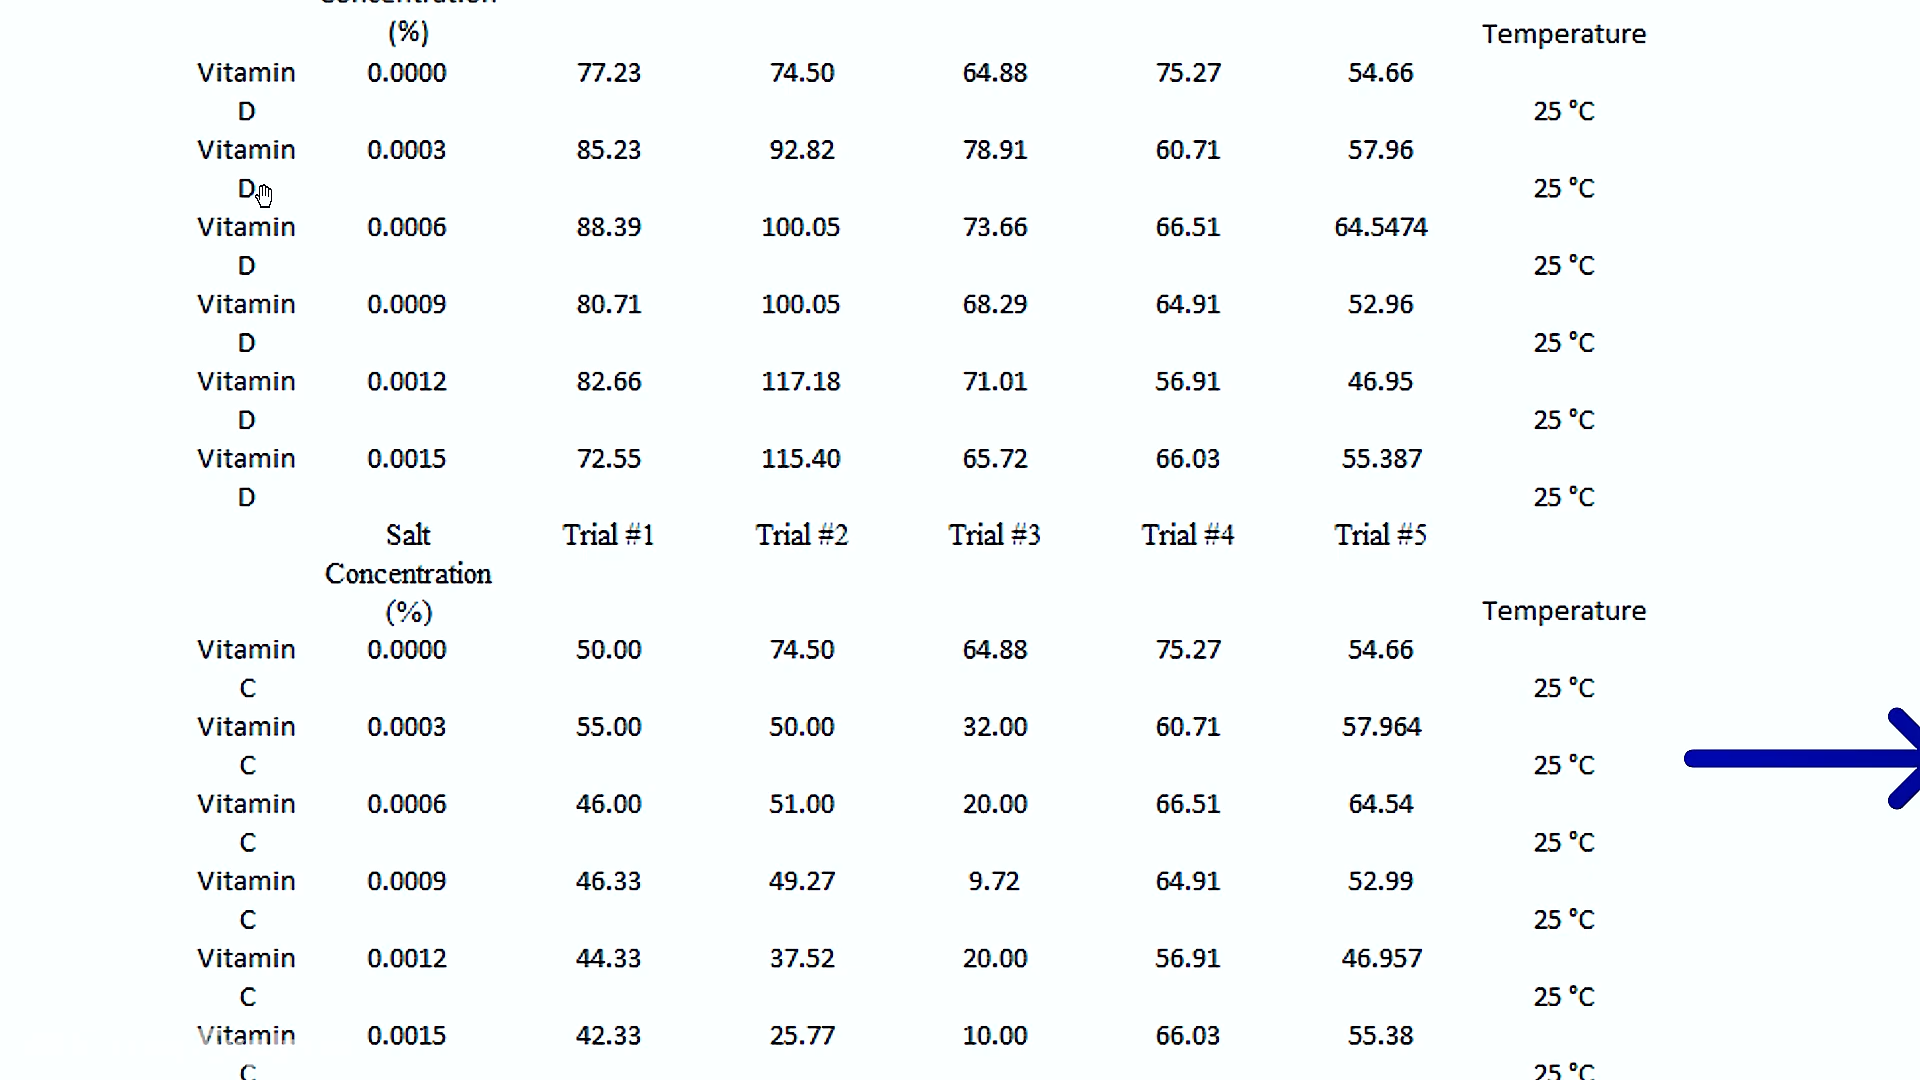 Concentration
(%) Temperature
Vitamin 0.0000 77.23 74.50 64.88 75.27 54.66
D 25 °C
Vitamin 0.0003 85.23 92.82 78.91 60.71 57.96
D 25 °C
Vitamin 0.0006 88.39 100.05 73.66 66.51 64.5474
D 25 °C
Vitamin 0.0009 80.71 100.05 68.29 64.91 52.96
D 25 °C
Vitamin 0.0012 82.66 117.18 71.01 56.91 46.95
D 25 °C
Vitamin 0.0015 72.55 115.40 65.72 66.03 55.387
D 25 °C
Salt Trial #1 Trial #2 Trial #3 Trial #4 Trial #5
Concentration
(%) Temperature
Vitamin 0.0000 50.00 74.50 64.88 75.27 54.66
C 25 °C
Vitamin 0.0003 55.00 50.00 32.00 60.71 57.964
C 25 °C
Vitamin 0.0006 46.00 51.00 20.00 66.51 64.54
C 25 °C
Vitamin 0.0009 46.33 49.27 9.72 64.91 52.99
C 25 °C
Vitamin 0.0012 44.33 37.52 20.00 56.91 46.957
C 25 °C
Vitamin 0.0015 42.33 25.77 10.00 66.03 55.38
C 25 °C